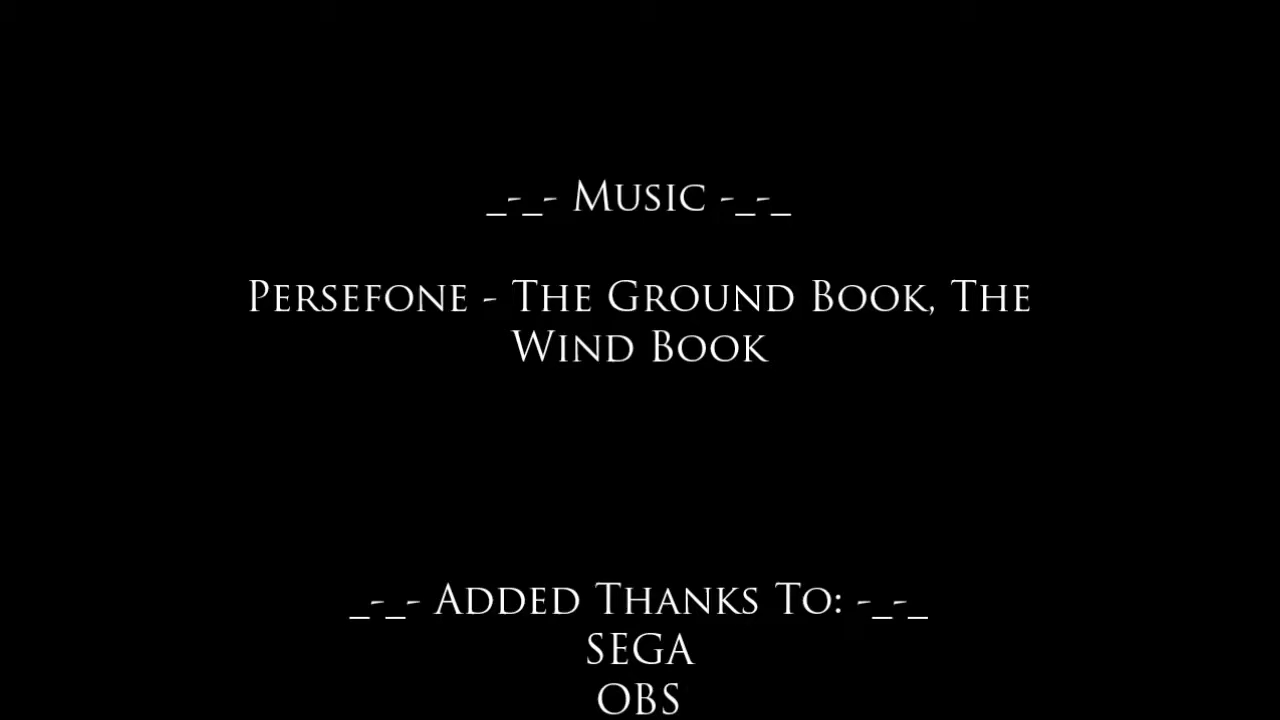 _-_- Music -_-_
Persefone - The Ground Book, The
Wind Book
_-_- Added Thanks To: -_-_
SEGA
OBS